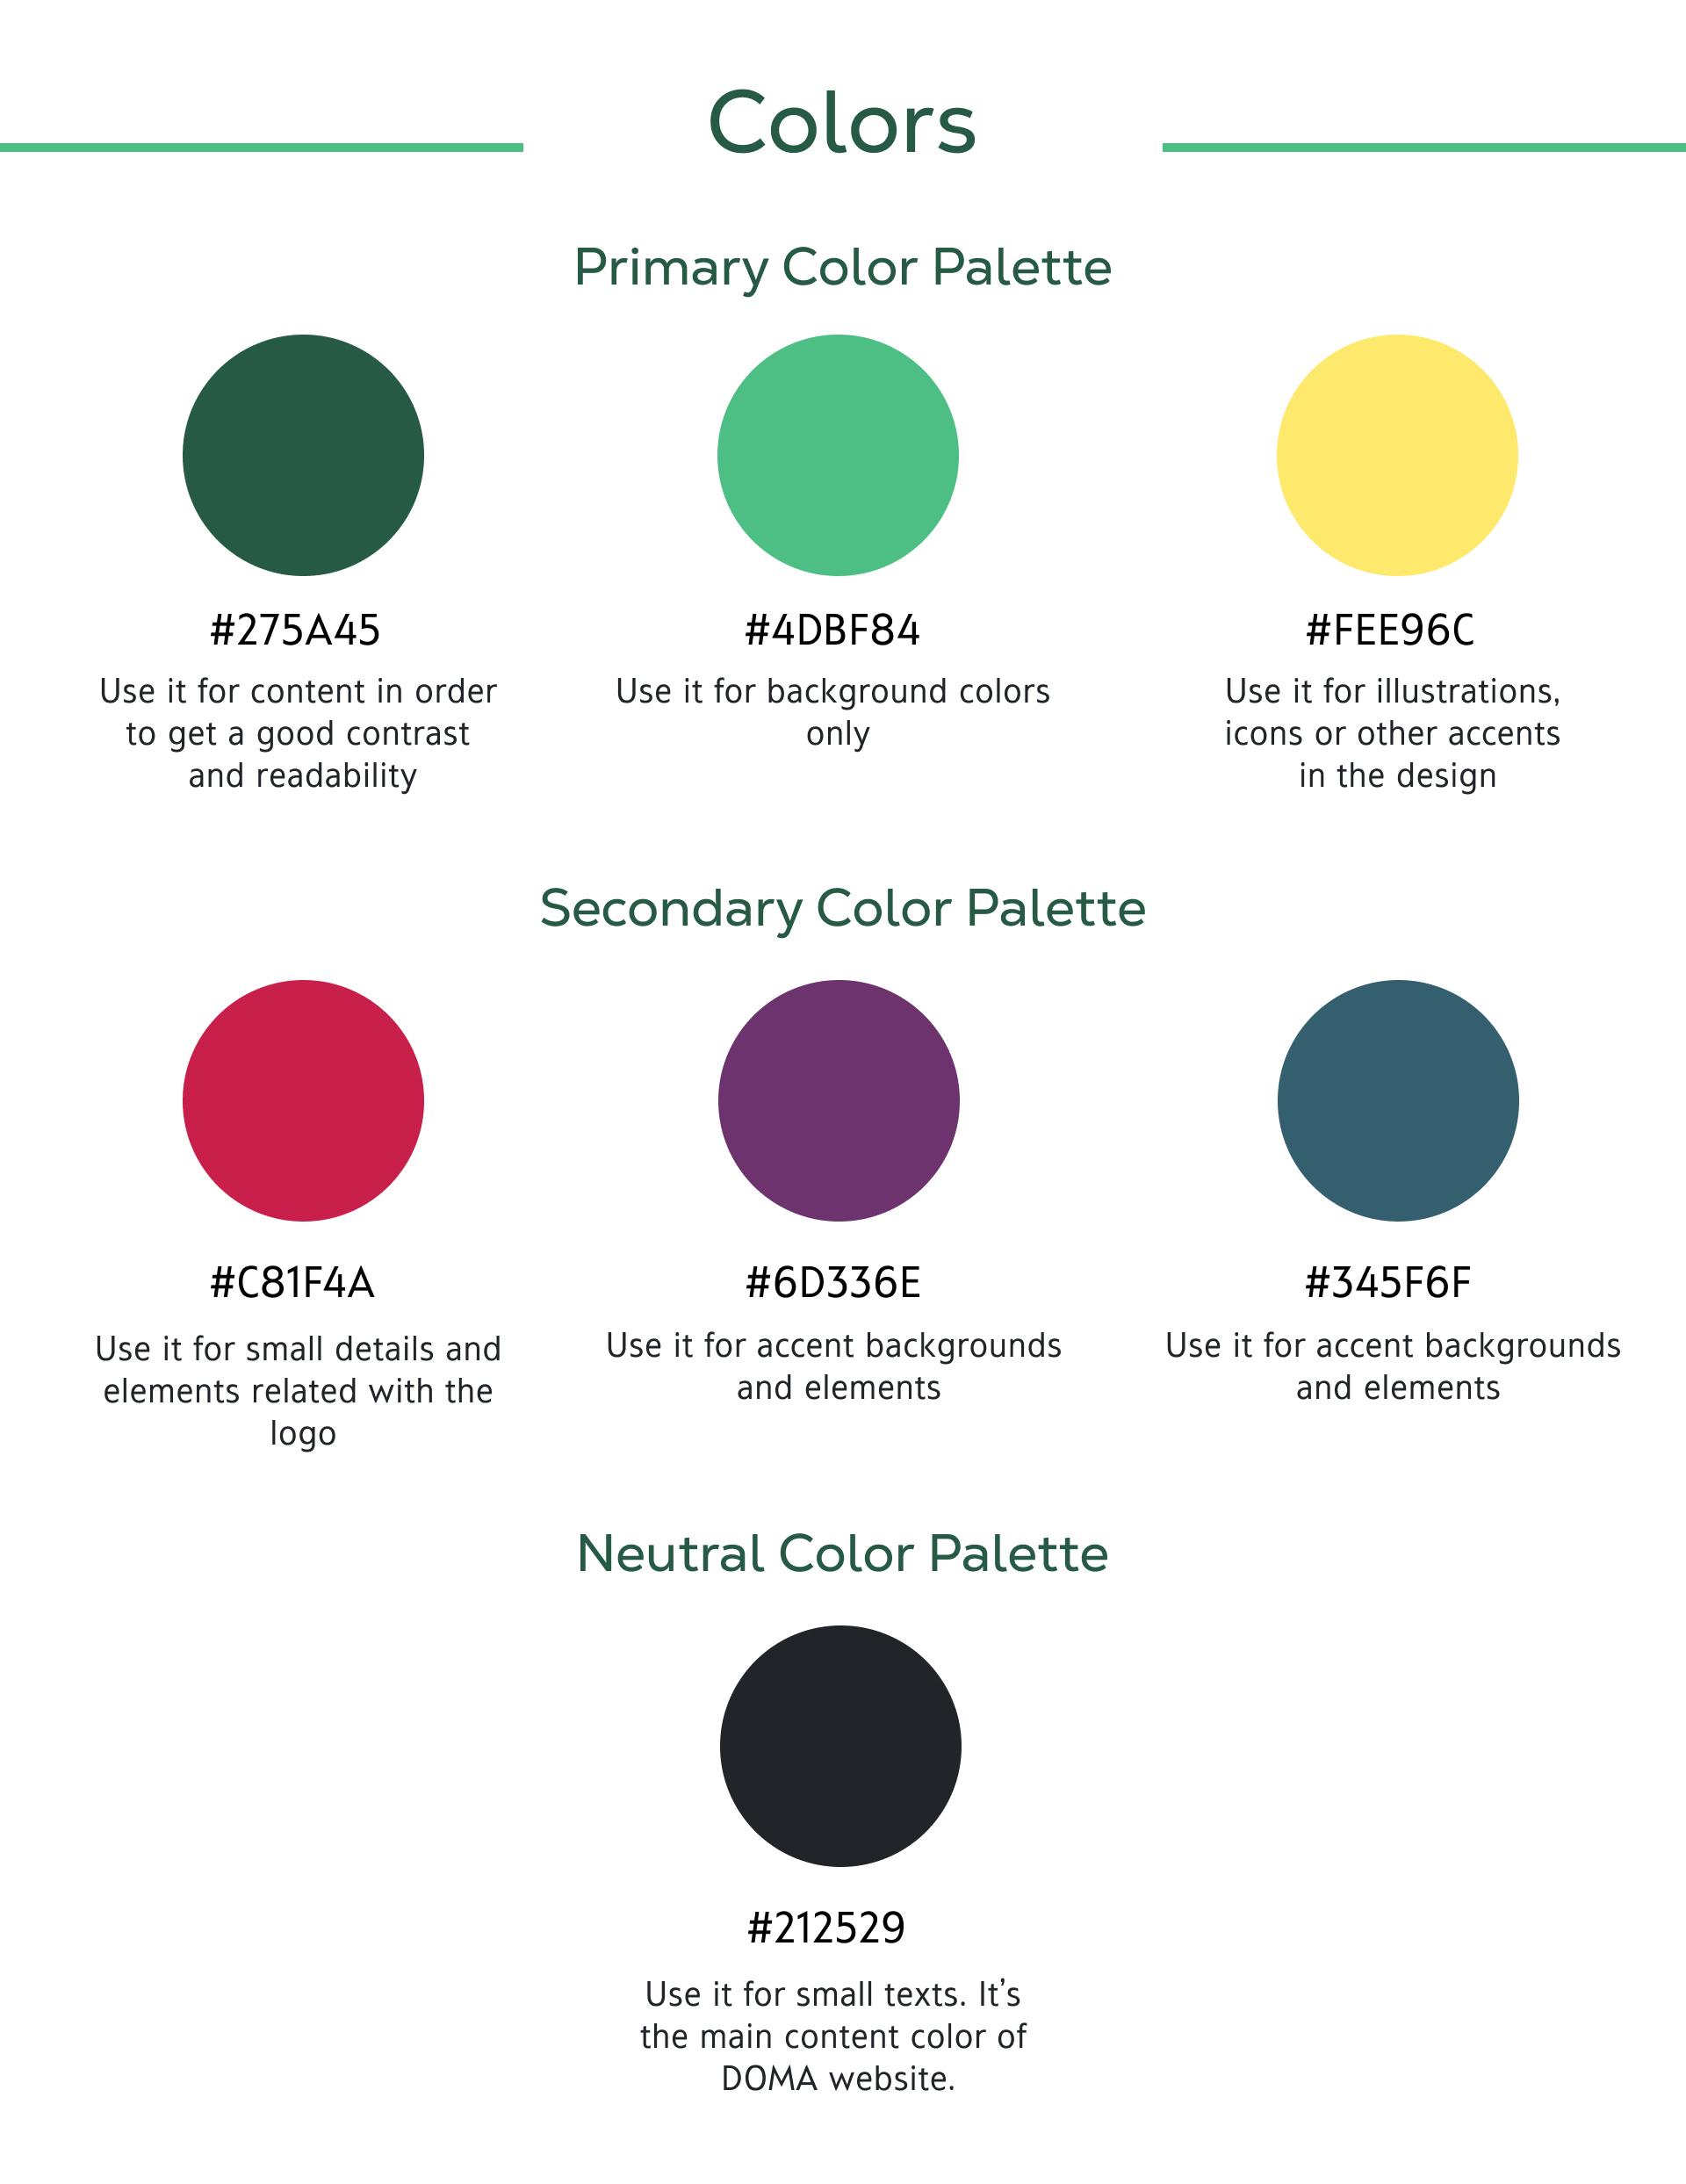 Colors
Primary Color Palette
#275A45
Use it for content in order
to get a good contrast
and readability
#4DBF84
Use it for background colors
only
#FEE96C
Use it for illustrations,
icons or other accents
in the design
Secondary Color Palette
#C81F4A
Use it for small details and
elements related with the
logo
#6D336E
Use it for accent backgrounds
and elements
#345F6F
Use it for accent backgrounds
and elements
Neutral Color Palette
#212529
Use it for small texts. It's
the main content color of
DOMA website.